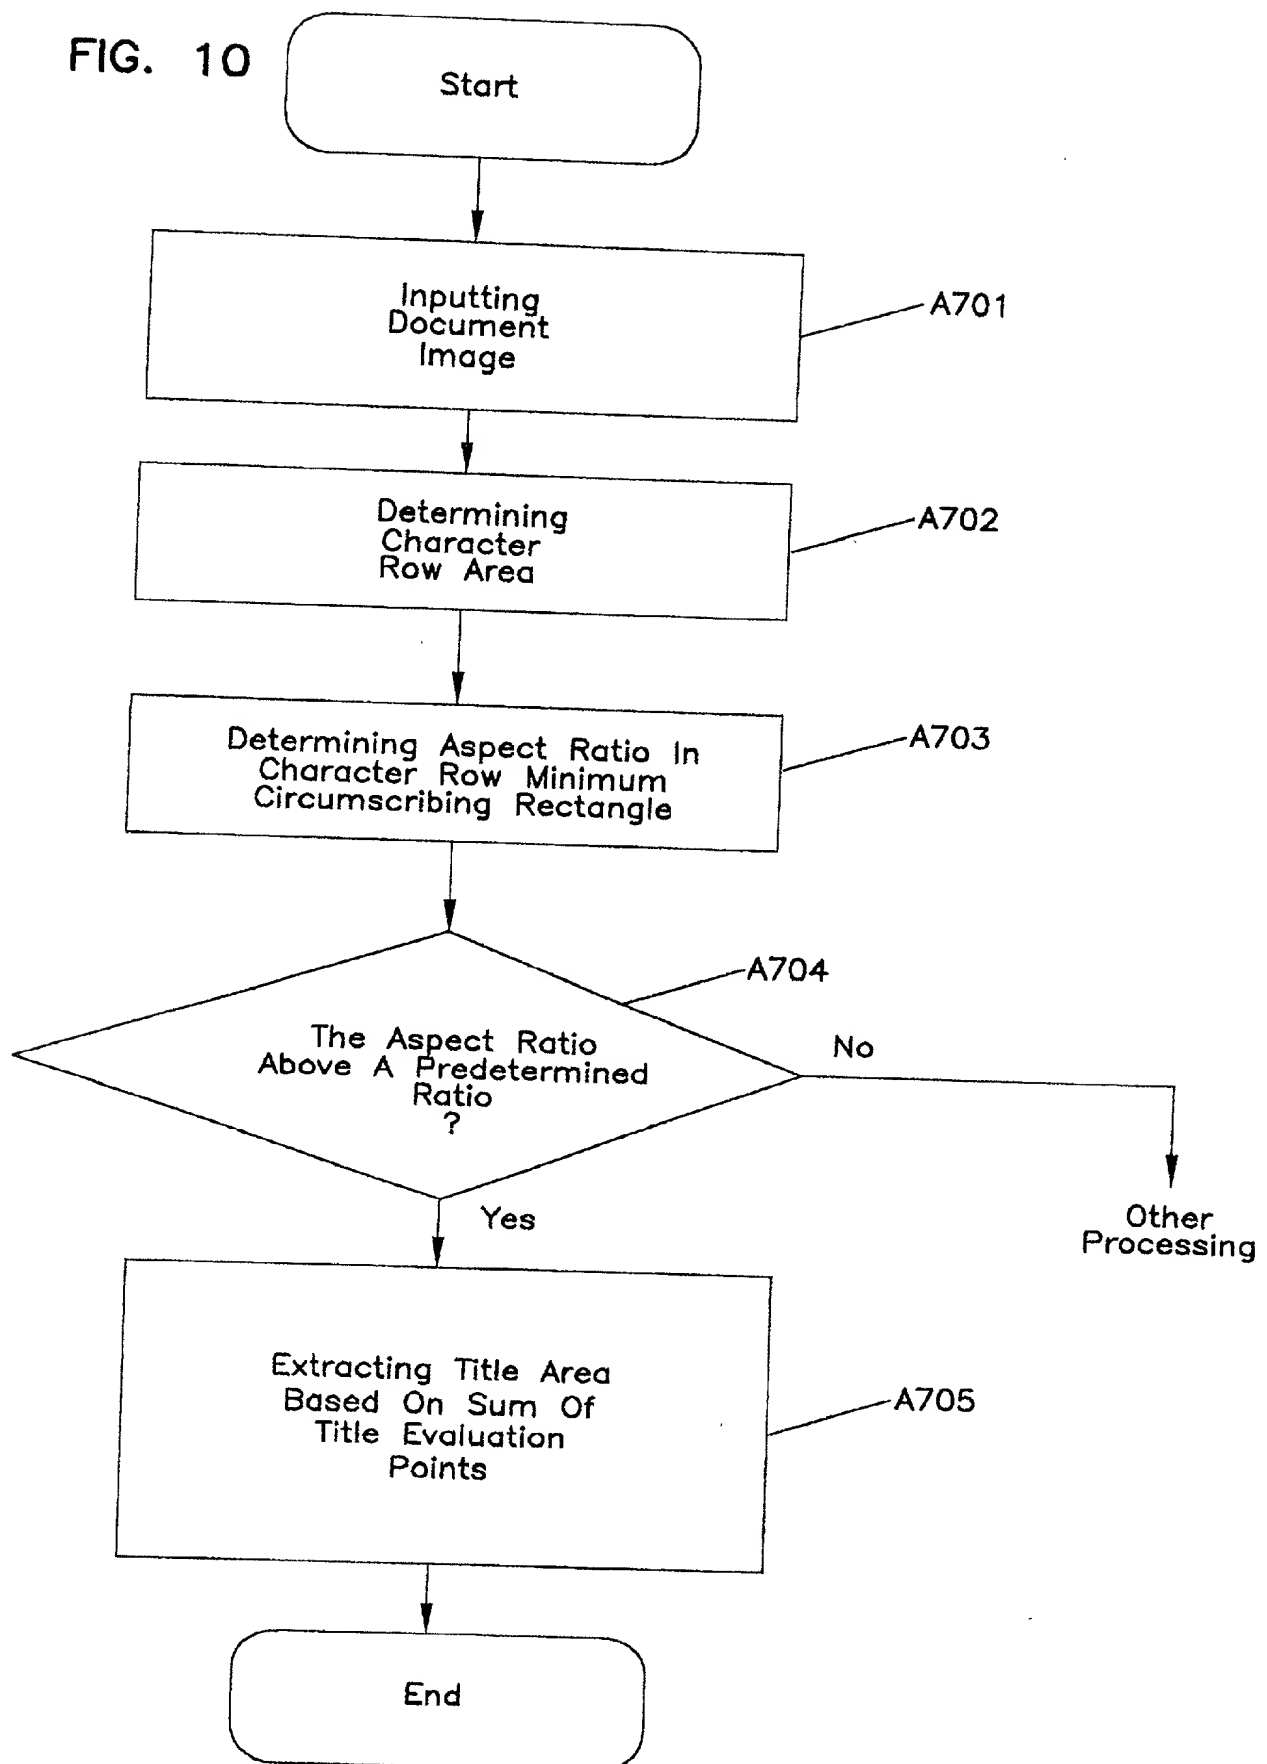 FIG. 10
Start
Inputting
Document
Image
A701
Determining
Character
Row Area
A702
Determining Aspect Ratio In
Character Row Minimum
Circumscribing Rectangle
A703
A704
The Aspect Ratio
Above A Predetermined
Ratio
?
No
Yes
Other
Processing
Extracting Title Area
Based On Sum Of
Title Evaluation
Points
A705
End